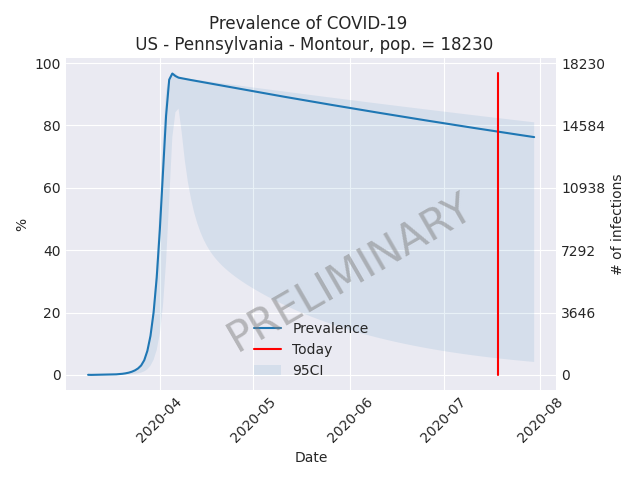 Prevalence of COVID-19
US - Pennsylvania - Montour, pop. = 18230
100
80
60
40
20
0
%
18230
14584
10938
7292
3646
0
# of infections
PRELIMINARY
Prevalence
Today
95CI
2020-04
2020-05
2020-06
2020-07
2020-08
Date